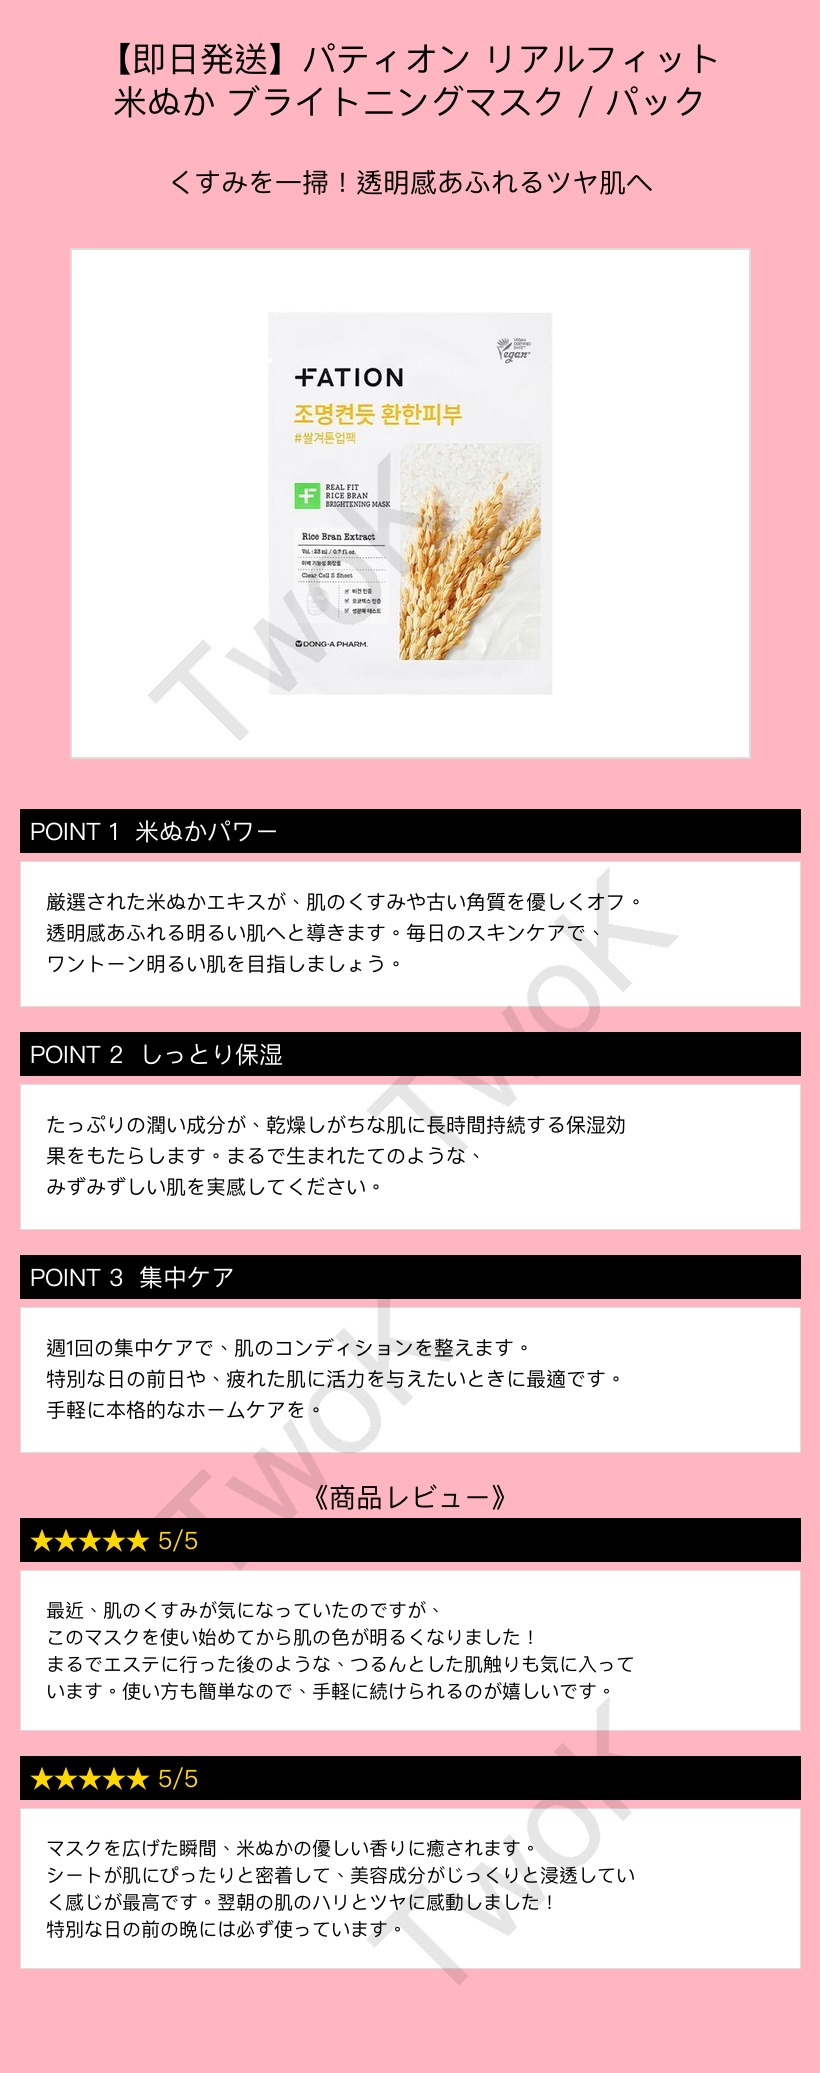 【即日発送】パティオン リアルフィット
米ぬか ブライトニングマスク / パック
くすみを一掃！透明感あふれるツヤ肌へ
VEGAN
CERTIFIED
Vegan
FATION
조명켠듯 환한피부
#쌀겨톤업팩
REAL FIT
RICE BRAN
BRIGHTENING MASK
Rice Bran Extract
Vol : 23 ml / 0.7 fl.oz.
미백 기능성 화장품
Clear Cell S Sheet
비건 인증
오코텍스 인증
생분해 테스트
DONG-A PHARM.
TwoK
POINT 1 米ぬかパワー
厳選された米ぬかエキスが、肌のくすみや古い角質を優しくオフ。
透明感あふれる明るい肌へと導きます。毎日のスキンケアで、
ワントーン明るい肌を目指しましょう。
TwoK
POINT 2 しっとり保湿
たっぷりの潤い成分が、乾燥しがちな肌に長時間持続する保湿効
果をもたらします。まるで生まれたてのような、
みずみずしい肌を実感してください。
POINT 3 集中ケア
週1回の集中ケアで、肌のコンディションを整えます。
特別な日の前日や、疲れた肌に活力を与えたいときに最適です。
手軽に本格的なホームケアを。
TwoK
《商品レビュー》
★★★★★ 5/5
最近、肌のくすみが気になっていたのですが、
このマスクを使い始めてから肌の色が明るくなりました！
まるでエステに行った後のような、つるんとした肌触りも気に入って
います。使い方も簡単なので、手軽に続けられるのが嬉しいです。
★★★★★ 5/5
マスクを広げた瞬間、米ぬかの優しい香りに癒されます。
シートが肌にぴったりと密着して、美容成分がじっくりと浸透してい
く感じが最高です。翌朝の肌のハリとツヤに感動しました！
特別な日の前の晩には必ず使っています。
TwoK